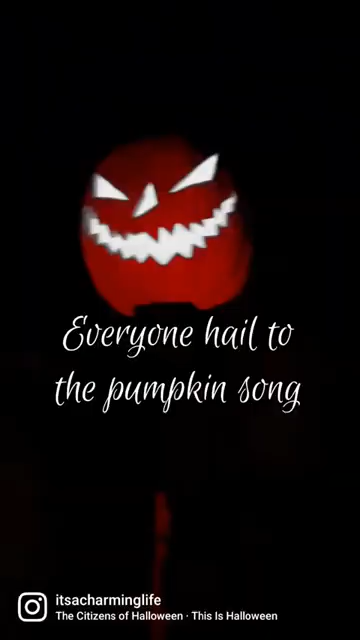 Everyone hail to
the pumpkin song
itsacharminglife
The Citizens of Halloween · This Is Halloween